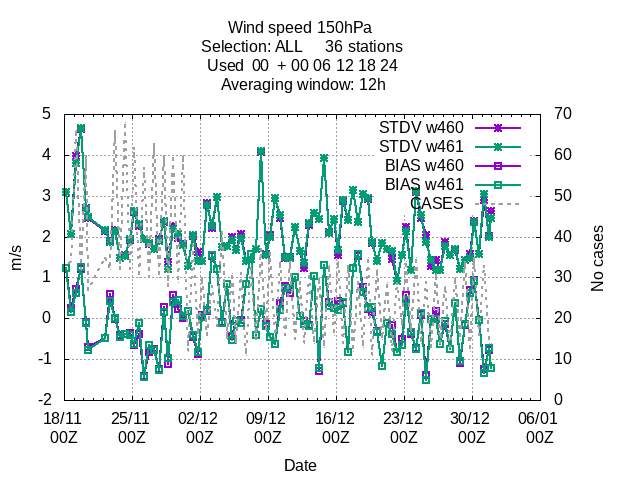 Wind speed 150hPa
Selection: ALL     36 stations
Used  00  + 00 06 12 18 24
Averaging window: 12h
5 70
STDV w460
STDV w461
4 60
BIAS w460
BIAS w461
3 50
CASES
2 40
m/s No cases
1 30
0 20
-1 10
-2 0
18/11 25/11 02/12 09/12 16/12 23/12 30/12 06/01
00Z 00Z 00Z 00Z 00Z 00Z 00Z 00Z
Date